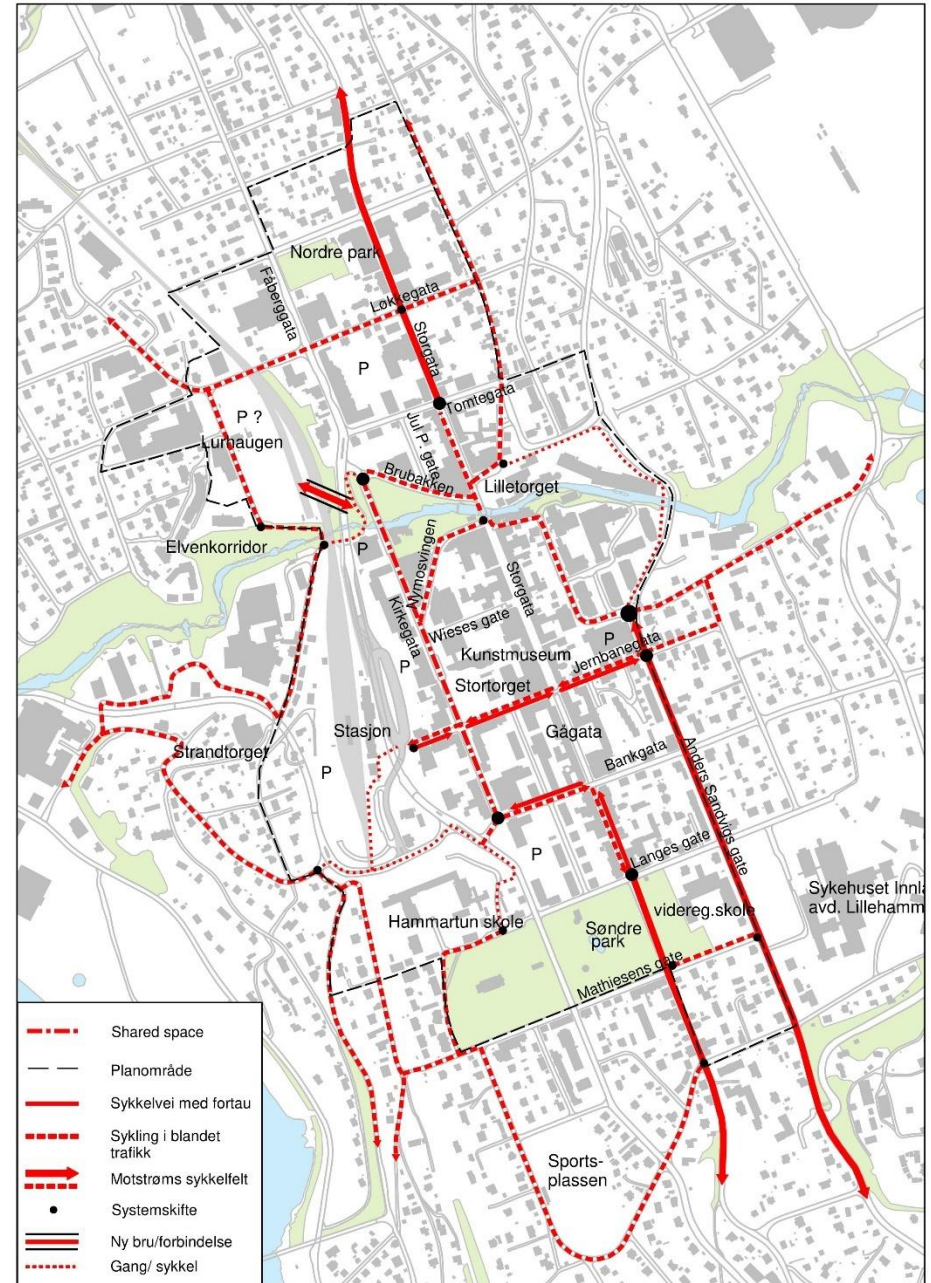 Nordre park
Fåberggata
Løkkegata
Storgata
P
Tomtegata
P ?
Lurhaugen
Jul P. gate
Brubakken
Lilletorget
Elvenkorridor
P
Nymosvingen
Storgata
Kirkegata
Wieses gate
P
Kunstmuseum
P
Jernbanegata
Stortorget
Stasjon
Gågata
Strandtorget
Bankgata
P
Anders Sandvigs gate
P
Langes gate
Sykehuset Innla
avd. Lillehamm
Hammartun skole
videreg.skole
Søndre
park
Mathiesens gate
Sports-
plassen
Shared space
Planområde
Sykkelvei med fortau
Sykling i blandet
trafikk
Motstrøms sykkelfelt
Systemskifte
Ny bru/forbindelse
Gang/ sykkel